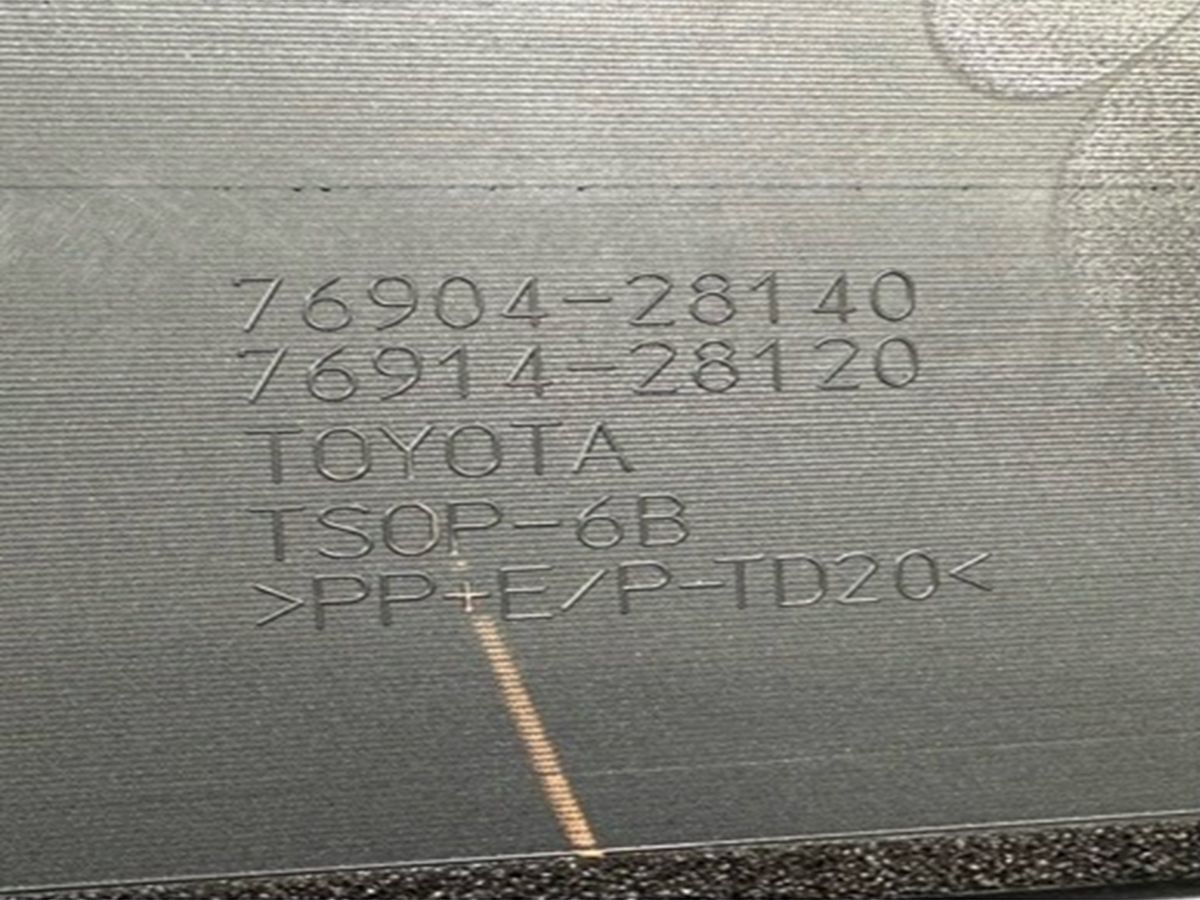 76904-28140
76914-28120
TOYOTA
TSOP-6B
>PP+E/P-TD20<